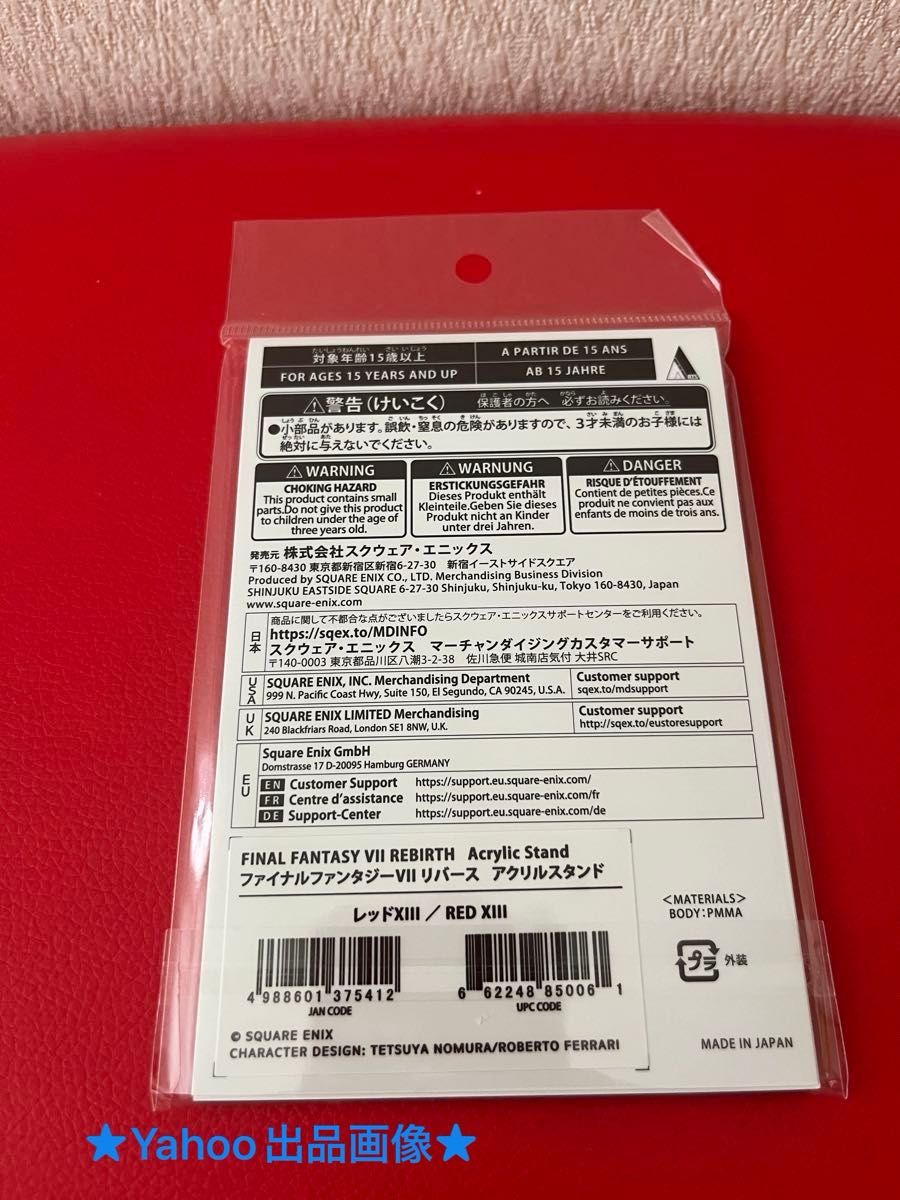 対象年齢15歳以上
A PARTIR DE 15 ANS
FOR AGES 15 YEARS AND UP
AB 15 JAHRE
⚠警告(けいこく) 保護者の方へ 必ずお読みください。
●小部品があります。誤飲・窒息の危険がありますので、3才未満のお子様には
絶対に与えないでください。
⚠WARNING
CHOKING HAZARD
This product contains small
parts.Do not give this product
to children under the age of
three years old.
⚠WARNUNG
ERSTICKUNGSGEFAHR
Dieses Produkt enthält
Kleinteile.Geben Sie dieses
Produkt nicht an Kinder
unter drei Jahren.
⚠DANGER
RISQUE D'ÉTOUFFEMENT
Contient de petites pièces.Ce
produit ne convient pas aux
enfants de moins de trois ans.
発売元 株式会社スクウェア・エニックス
〒160-8430 東京都新宿区新宿6-27-30 新宿イーストサイドスクエア
Produced by SQUARE ENIX CO., LTD. Merchandising Business Division
SHINJUKU EASTSIDE SQUARE 6-27-30 Shinjuku, Shinjuku-ku, Tokyo 160-8430, Japan
www.square-enix.com
日本
商品に関して不都合な点がございましたらスクウェア・エニックスサポートセンターをご利用ください。
https://sqex.to/MDINFO
スクウェア・エニックス マーチャンダイジングカスタマーサポート
〒140-0003 東京都品川区八潮3-2-38 佐川急便 城南店気付 大井SRC
USA
SQUARE ENIX, INC. Merchandising Department
999 N. Pacific Coast Hwy, Suite 150, El Segundo, CA 90245, U.S.A.
Customer support
sqex.to/mdsupport
UK
SQUARE ENIX LIMITED Merchandising
240 Blackfriars Road, London SE1 8NW, U.K.
Customer support
http://sqex.to/eustoresupport
EU
Square Enix GmbH
Domstrasse 17 D-20095 Hamburg GERMANY
EN Customer Support https://support.eu.square-enix.com/
FR Centre d'assistance https://support.eu.square-enix.com/fr
DE Support-Center https://support.eu.square-enix.com/de
FINAL FANTASY VII REBIRTH Acrylic Stand
ファイナルファンタジーVII リバース アクリルスタンド
レッドXIII / RED XIII
4 988601 375412
JAN CODE
6 62248 85006 1
UPC CODE
© SQUARE ENIX
CHARACTER DESIGN: TETSUYA NOMURA/ROBERTO FERRARI
<MATERIALS>
BODY:PMMA
プラ 外装
MADE IN JAPAN
★Yahoo出品画像★